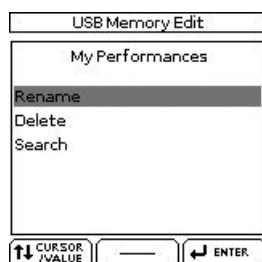 USB Memory Edit
My Performances
Rename
Delete
Search
↑↓ CURSOR
/VALUE
↵ ENTER